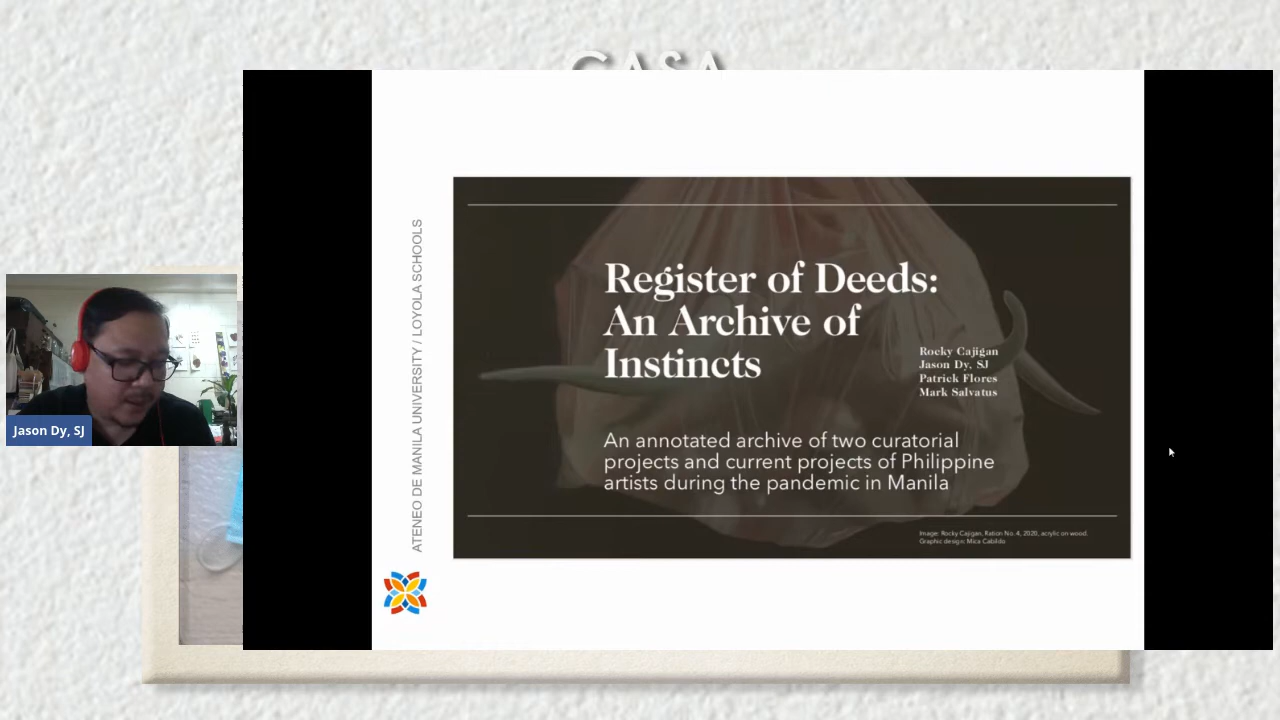 CASA
ATENEO DE MANILA UNIVERSITY / LOYOLA SCHOOLS
Register of Deeds:
An Archive of
Instincts
Rocky Cajigan
Jason Dy, SJ
Patrick Flores
Mark Salvatus
An annotated archive of two curatorial
projects and current projects of Philippine
artists during the pandemic in Manila
Image: Rocky Cajigan, Ration No. 4, 2020, acrylic on wood.
Graphic design: Mica Cabildo
Jason Dy, SJ